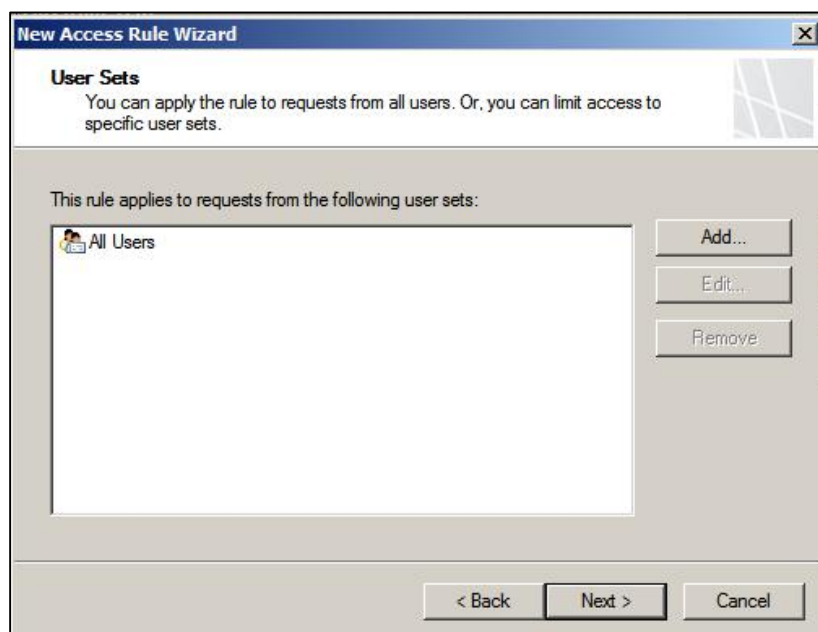 New Access Rule Wizard
User Sets
You can apply the rule to requests from all users. Or, you can limit access to
specific user sets.
This rule applies to requests from the following user sets:
All Users
Add...
Edit...
Remove
< Back
Next >
Cancel